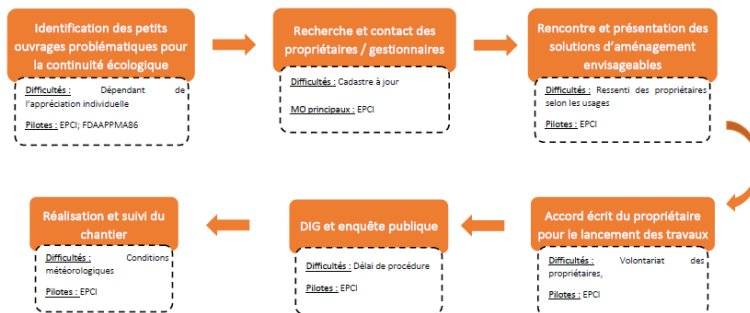 Identification des petits
ouvrages problématiques pour
la continuité écologique
Difficultés : Dépendant de
l'appréciation individuelle
Pilotes : EPCI; FDAAPPMA86
Recherche et contact des
propriétaires / gestionnaires
Difficultés : Cadastre à jour
MO principaux : EPCI
Rencontre et présentation des
solutions d'aménagement
envisageables
Difficultés : Ressenti des propriétaires
selon les usages
Pilotes : EPCI
Accord écrit du propriétaire
pour le lancement des travaux
Difficultés : Volontariat des
propriétaires,
Pilotes : EPCI
DIG et enquête publique
Difficultés : Délai de procédure
Pilotes : EPCI
Réalisation et suivi du
chantier
Difficultés : Conditions
météorologiques
Pilotes : EPCI